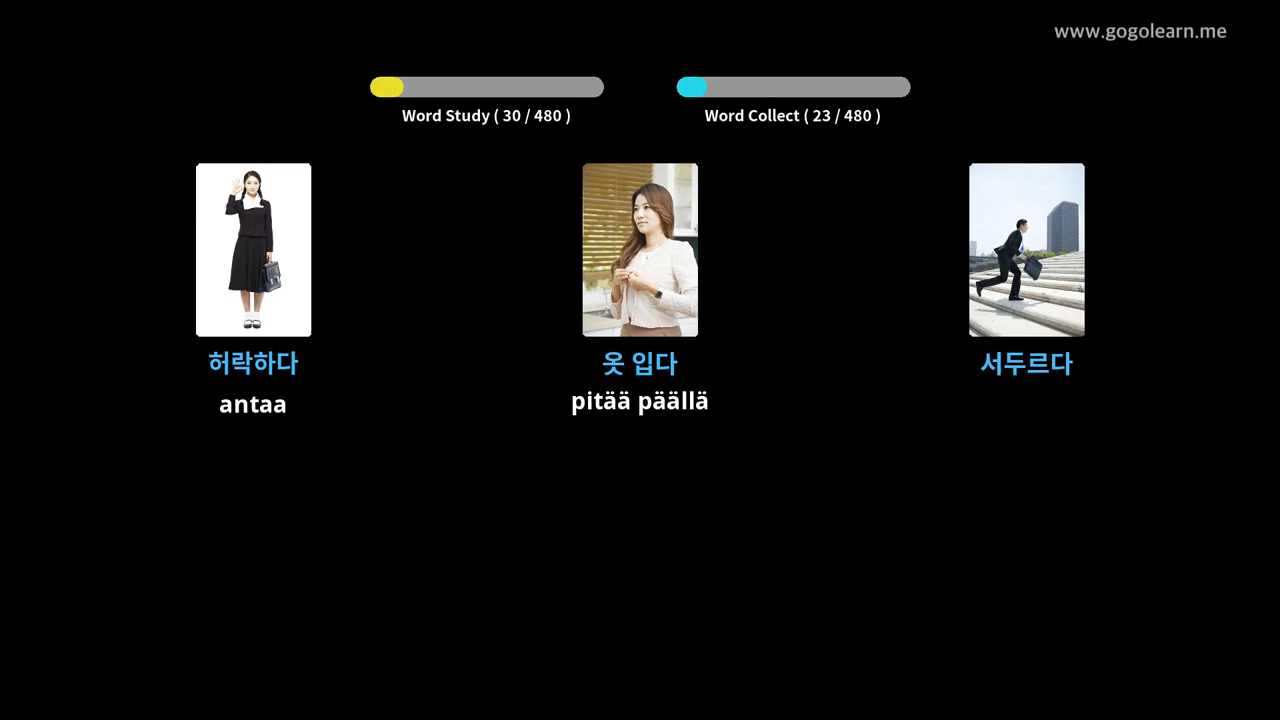 www.gogolearn.me
Word Study ( 30 / 480 )
Word Collect ( 23 / 480 )
허락하다
옷 입다
서두르다
antaa
pitää päällä